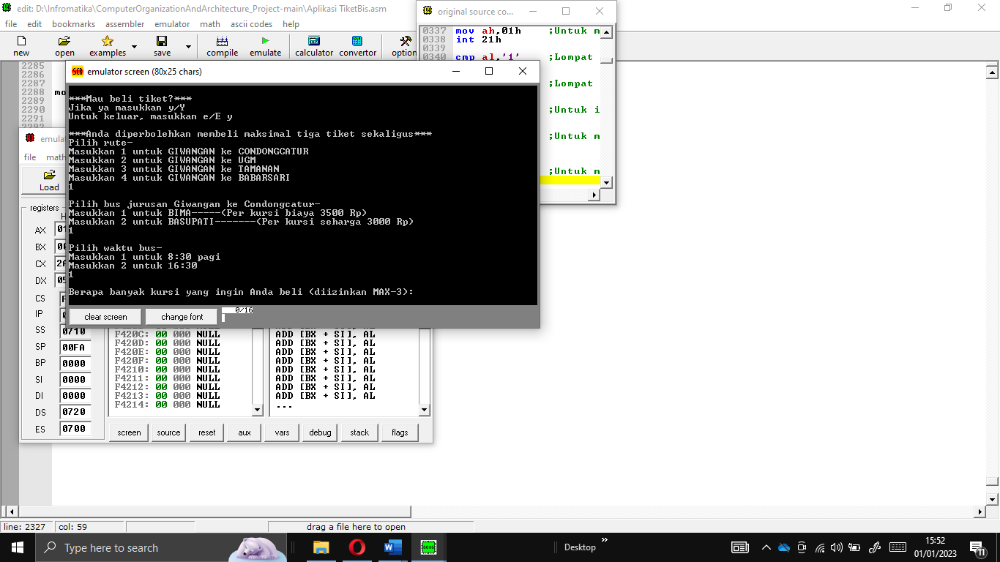 edit: D:\Infromatika\ComputerOrganizationAndArchitecture_Project-main\Aplikasi TiketBis.asm
file edit bookmarks assembler emulator math ascii codes help
new open examples save compile emulate calculator convertor option
original source co...
0337 mov ah,01h ;Untuk m
0338 int 21h
0339
0340 cmp al,'1' ;Lompat
;Lompat
;Untuk i
;Untuk m
;Untuk m
2285
2286
2287
2288 mo
2289
2290
2291
emulator screen (80x25 chars)
***Mau beli tiket?***
Jika ya masukkan y/Y
Untuk keluar, masukkan e/E y
***Anda diperbolehkan membeli maksimal tiga tiket sekaligus***
Pilih rute-
Masukkan 1 untuk GIWANGAN ke CONDONGCATUR
Masukkan 2 untuk GIWANGAN ke UGM
Masukkan 3 untuk GIWANGAN ke TAMANAN
Masukkan 4 untuk GIWANGAN ke BABARSARI
1
Pilih bus jurusan Giwangan ke Condongcatur-
Masukkan 1 untuk BIMA-----(Per kursi biaya 3500 Rp)
Masukkan 2 untuk BASUPATI-------(Per kursi seharga 3000 Rp)
1
Pilih waktu bus-
Masukkan 1 untuk 8:30 pagi
Masukkan 2 untuk 16:30
1
Berapa banyak kursi yang ingin Anda beli (diizinkan MAX-3):
clear screen change font 0/16
emula
file math
Load
registers
H
AX 01
BX 00
CX 2A
DX 05
CS F
IP 0
SS 0710
SP 00FA
BP 0000
SI 0000
DI 0000
DS 0720
ES 0700
F420C: 00 000 NULL ADD [BX + SI], AL
F420D: 00 000 NULL ADD [BX + SI], AL
F420E: 00 000 NULL ADD [BX + SI], AL
F420F: 00 000 NULL ADD [BX + SI], AL
F4210: 00 000 NULL ADD [BX + SI], AL
F4211: 00 000 NULL ADD [BX + SI], AL
F4212: 00 000 NULL ADD [BX + SI], AL
F4213: 00 000 NULL ADD [BX + SI], AL
F4214: 00 000 NULL ...
screen source reset aux vars debug stack flags
line: 2327 col: 59 drag a file here to open
Type here to search
Desktop
15:52
01/01/2023
11